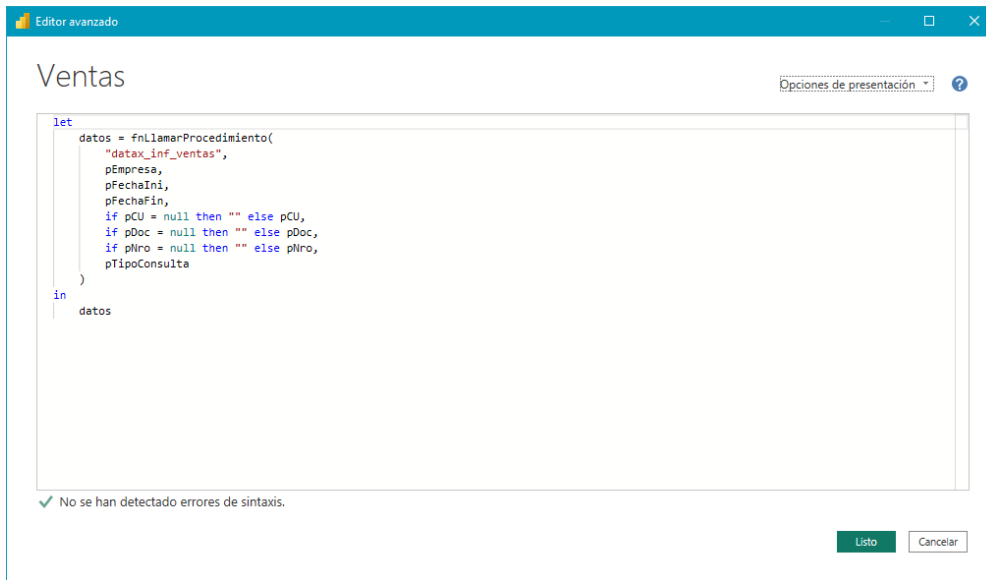 Editor avanzado
Ventas
Opciones de presentación
?
let
datos = fnLlamarProcedimiento(
"datax_inf_ventas",
pEmpresa,
pFechaIni,
pFechaFin,
if pCU = null then "" else pCU,
if pDoc = null then "" else pDoc,
if pNro = null then "" else pNro,
pTipoConsulta
)
in
datos
No se han detectado errores de sintaxis.
Listo
Cancelar